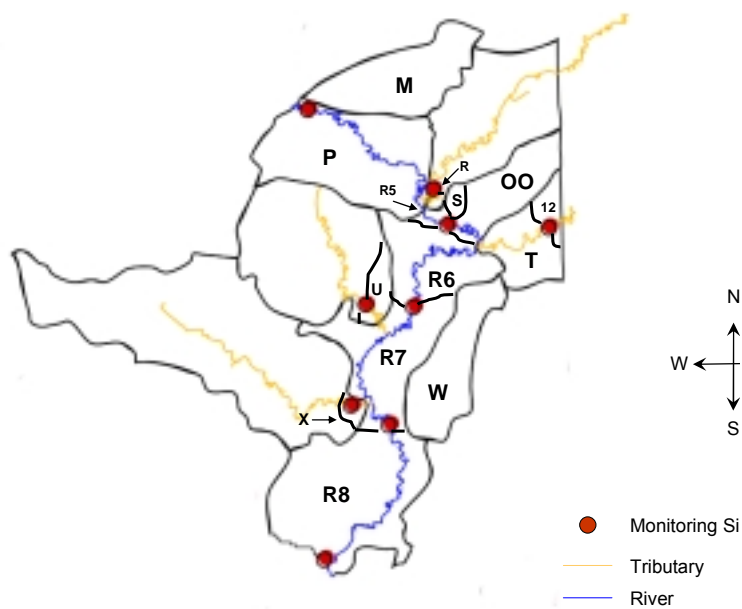 M
R
P
OO
R5
S
12
T
R6
U
N
R7
W
W
X
S
R8
Monitoring Si
Tributary
River